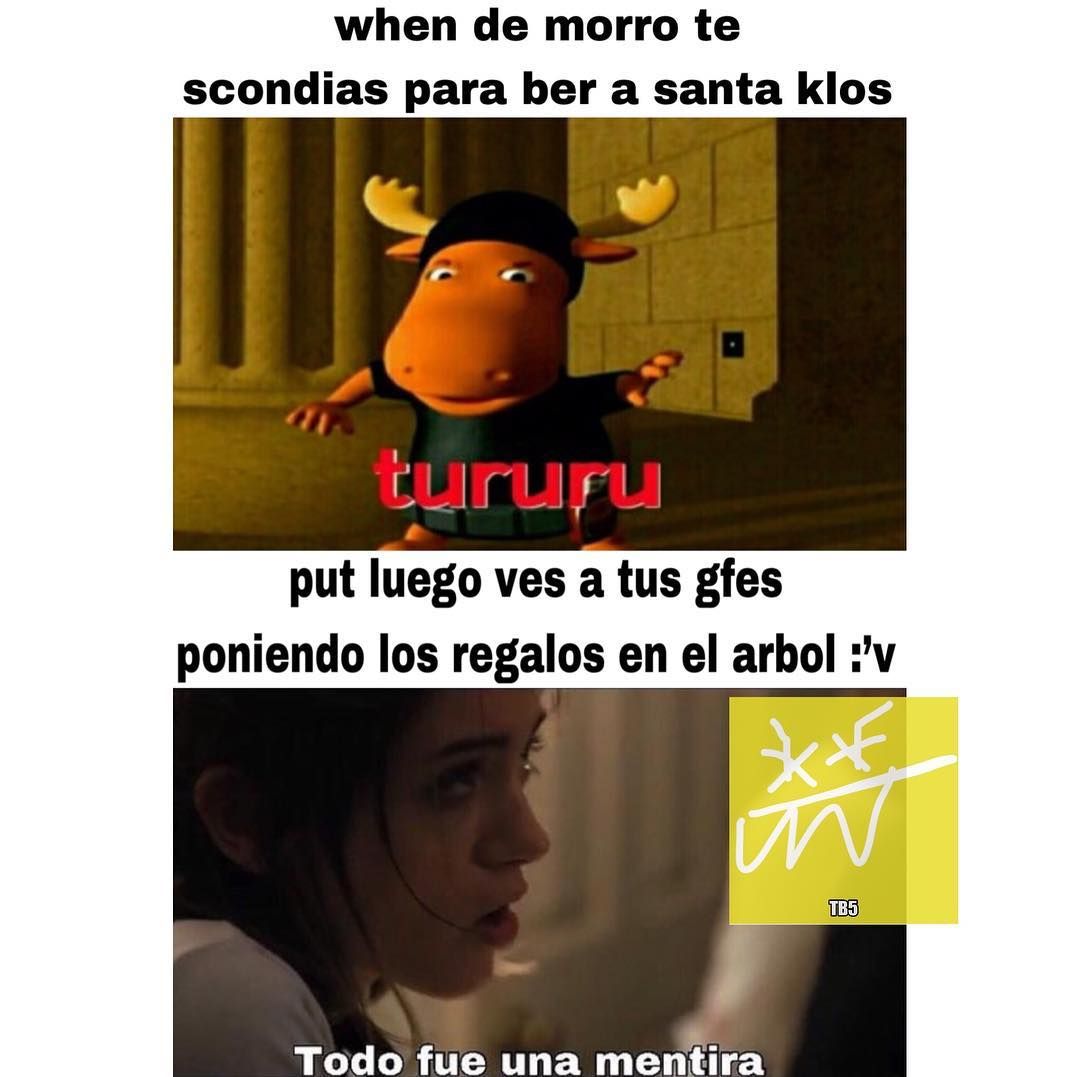 when de morro te
scondias para ber a santa klos
tururu
put luego ves a tus gfes
poniendo los regalos en el arbol :'v
TB5
Todo fue una mentira